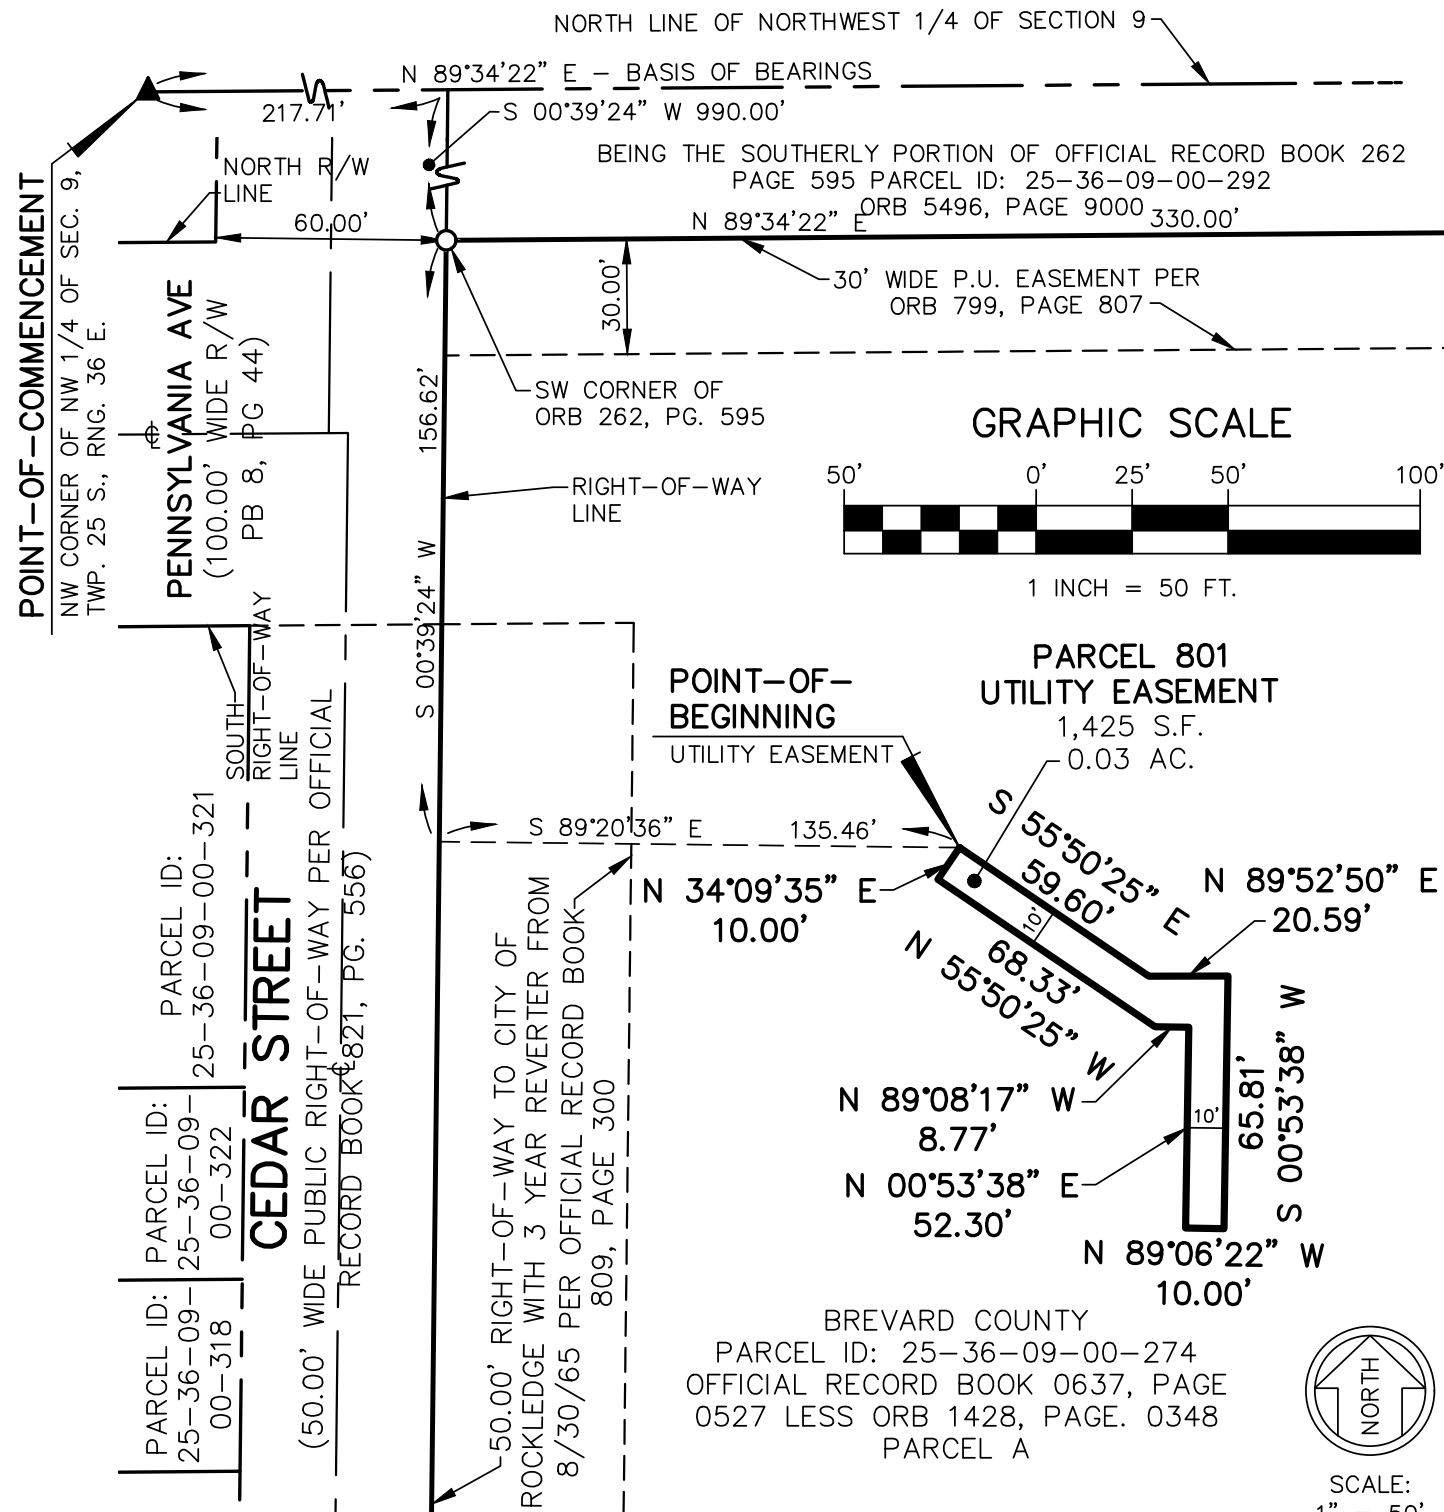 NORTH LINE OF NORTHWEST 1/4 OF SECTION 9
N 89°34'22" E - BASIS OF BEARINGS
217.71'
S 00°39'24" W 990.00'
BEING THE SOUTHERLY PORTION OF OFFICIAL RECORD BOOK 262
PAGE 595 PARCEL ID: 25-36-09-00-292
ORB 5496, PAGE 9000
N 89°34'22" E
330.00'
NORTH R/W
LINE
60.00'
30' WIDE P.U. EASEMENT PER
ORB 799, PAGE 807
30.00'
POINT-OF-COMMENCEMENT
NW CORNER OF NW 1/4 OF SEC. 9,
TWP. 25 S., RNG. 36 E.
PENNSYLVANIA AVE
(100.00' WIDE R/W
PB 8, PG 44)
156.62'
SW CORNER OF
ORB 262, PG. 595
RIGHT-OF-WAY
LINE
S 00°39'24" W
GRAPHIC SCALE
50' 0' 25' 50' 100'
1 INCH = 50 FT.
SOUTH
RIGHT-OF-WAY
LINE
POINT-OF-
BEGINNING
UTILITY EASEMENT
PARCEL 801
UTILITY EASEMENT
1,425 S.F.
0.03 AC.
S 89°20'36" E 135.46'
N 34°09'35" E
10.00'
S 55°50'25" E
59.60'
10'
68.33'
N 55°50'25" W
N 89°52'50" E
20.59'
65.81'
S 00°53'38" W
N 89°08'17" W
8.77'
10'
N 00°53'38" E
52.30'
N 89°06'22" W
10.00'
PARCEL ID:
25-36-09-00-321
PARCEL ID:
25-36-09-
00-322
PARCEL ID:
25-36-09-
00-318
CEDAR STREET
(50.00' WIDE PUBLIC RIGHT-OF-WAY PER OFFICIAL
RECORD BOOK 821, PG. 556)
50.00' RIGHT-OF-WAY TO CITY OF
ROCKLEDGE WITH 3 YEAR REVERTER FROM
8/30/65 PER OFFICIAL RECORD BOOK
809, PAGE 300
BREVARD COUNTY
PARCEL ID: 25-36-09-00-274
OFFICIAL RECORD BOOK 0637, PAGE
0527 LESS ORB 1428, PAGE. 0348
PARCEL A
NORTH
SCALE:
1" = 50'